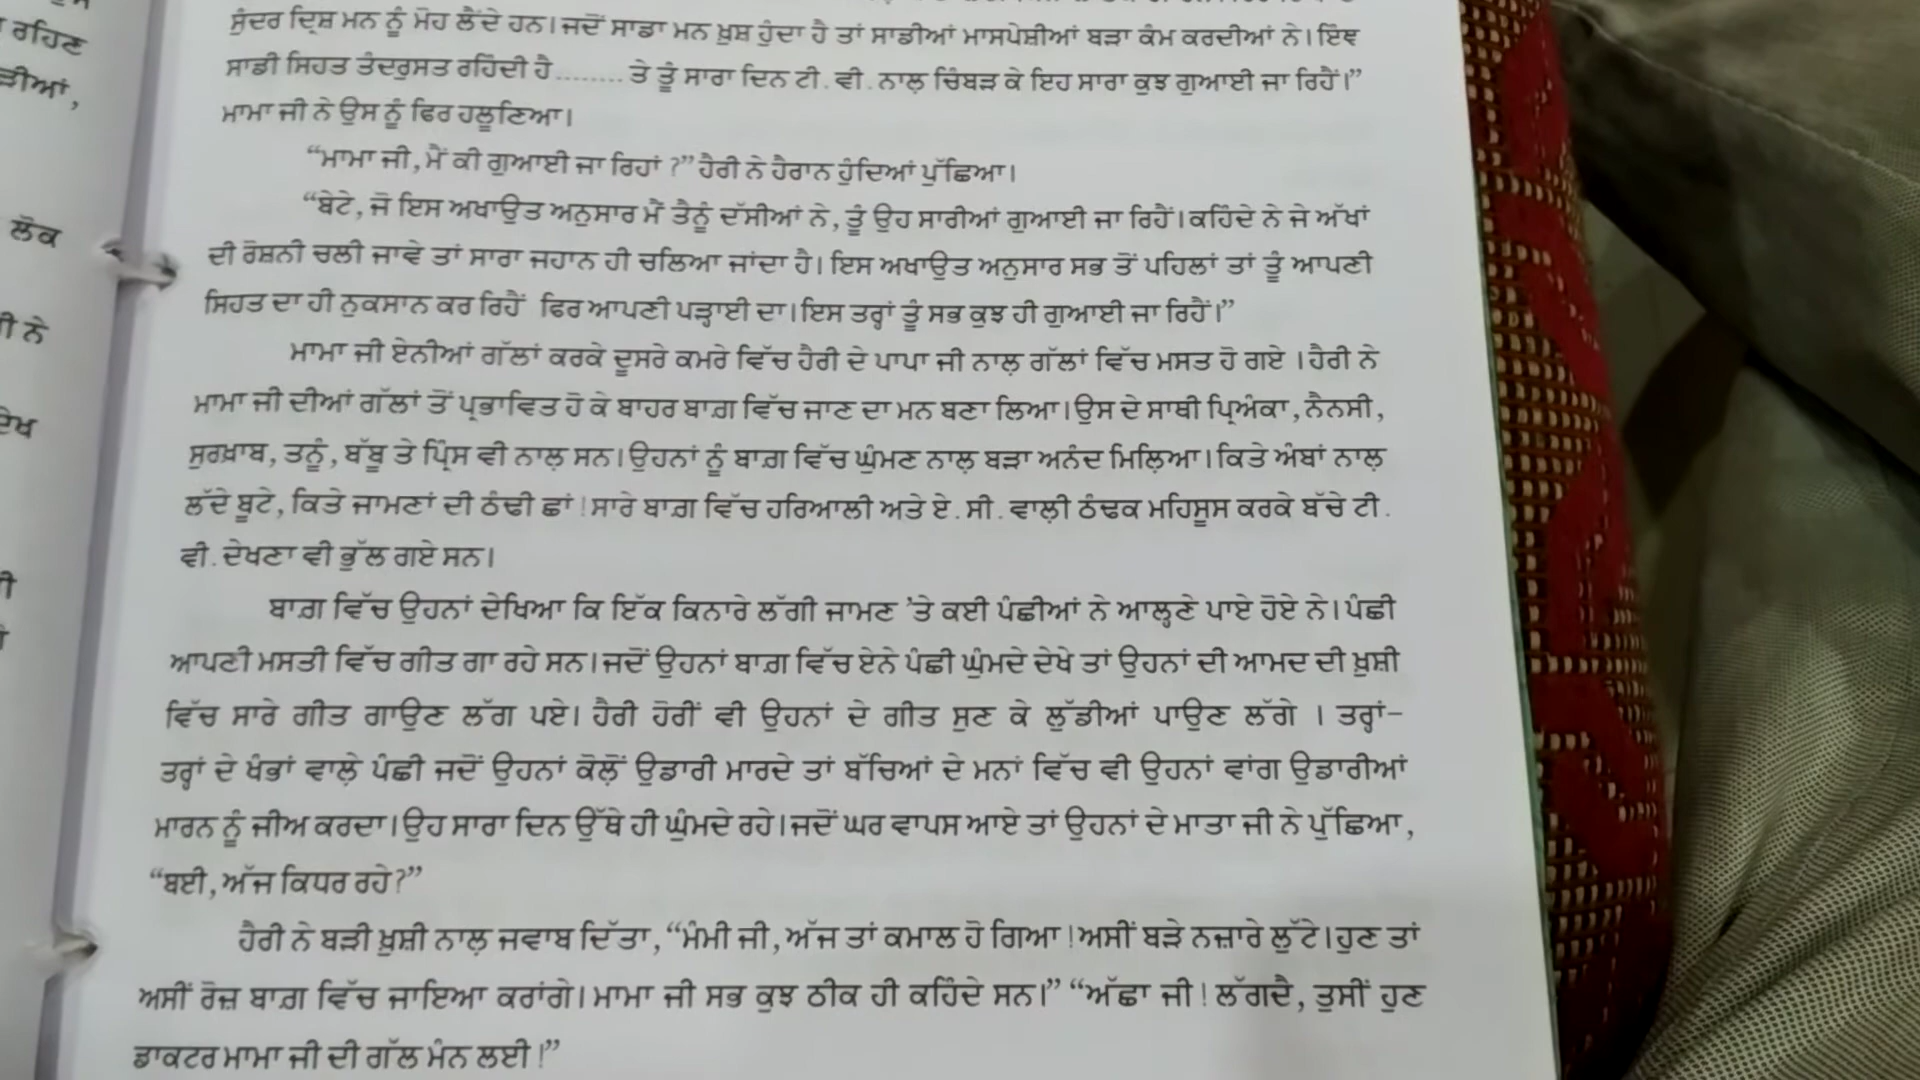 ਰਹਿਣ
ੜੀਆਂ,
ਲੋਕ
ੀ ਨੇ
ਦੇਖ
ਸੁੰਦਰ ਦ੍ਰਿਸ਼ ਮਨ ਨੂੰ ਮੋਹ ਲੈਂਦੇ ਹਨ। ਜਦੋਂ ਸਾਡਾ ਮਨ ਖ਼ੁਸ਼ ਹੁੰਦਾ ਹੈ ਤਾਂ ਸਾਡੀਆਂ ਮਾਸਪੇਸ਼ੀਆਂ ਬੜਾ ਕੰਮ ਕਰਦੀਆਂ ਨੇ। ਇੰਞ
ਸਾਡੀ ਸਿਹਤ ਤੰਦਰੁਸਤ ਰਹਿੰਦੀ ਹੈ........ ਤੇ ਤੂੰ ਸਾਰਾ ਦਿਨ ਟੀ. ਵੀ. ਨਾਲ਼ ਚਿੰਬੜ ਕੇ ਇਹ ਸਾਰਾ ਕੁਝ ਗੁਆਈ ਜਾ ਰਿਹੈਂ।”
ਮਾਮਾ ਜੀ ਨੇ ਉਸ ਨੂੰ ਫਿਰ ਹਲੂਣਿਆ।
“ਮਾਮਾ ਜੀ, ਮੈਂ ਕੀ ਗੁਆਈ ਜਾ ਰਿਹਾਂ ?” ਹੈਰੀ ਨੇ ਹੈਰਾਨ ਹੁੰਦਿਆਂ ਪੁੱਛਿਆ।
“ਬੇਟੇ, ਜੋ ਇਸ ਅਖਾਉਤ ਅਨੁਸਾਰ ਮੈਂ ਤੈਨੂੰ ਦੱਸੀਆਂ ਨੇ, ਤੂੰ ਉਹ ਸਾਰੀਆਂ ਗੁਆਈ ਜਾ ਰਿਹੈਂ। ਕਹਿੰਦੇ ਨੇ ਜੇ ਅੱਖਾਂ
ਦੀ ਰੋਸ਼ਨੀ ਚਲੀ ਜਾਵੇ ਤਾਂ ਸਾਰਾ ਜਹਾਨ ਹੀ ਚਲਿਆ ਜਾਂਦਾ ਹੈ। ਇਸ ਅਖਾਉਤ ਅਨੁਸਾਰ ਸਭ ਤੋਂ ਪਹਿਲਾਂ ਤਾਂ ਤੂੰ ਆਪਣੀ
ਸਿਹਤ ਦਾ ਹੀ ਨੁਕਸਾਨ ਕਰ ਰਿਹੈਂ ਫਿਰ ਆਪਣੀ ਪੜ੍ਹਾਈ ਦਾ। ਇਸ ਤਰ੍ਹਾਂ ਤੂੰ ਸਭ ਕੁਝ ਹੀ ਗੁਆਈ ਜਾ ਰਿਹੈਂ।”
ਮਾਮਾ ਜੀ ਏਨੀਆਂ ਗੱਲਾਂ ਕਰਕੇ ਦੂਸਰੇ ਕਮਰੇ ਵਿੱਚ ਹੈਰੀ ਦੇ ਪਾਪਾ ਜੀ ਨਾਲ਼ ਗੱਲਾਂ ਵਿੱਚ ਮਸਤ ਹੋ ਗਏ । ਹੈਰੀ ਨੇ
ਮਾਮਾ ਜੀ ਦੀਆਂ ਗੱਲਾਂ ਤੋਂ ਪ੍ਰਭਾਵਿਤ ਹੋ ਕੇ ਬਾਹਰ ਬਾਗ਼ ਵਿੱਚ ਜਾਣ ਦਾ ਮਨ ਬਣਾ ਲਿਆ। ਉਸ ਦੇ ਸਾਥੀ ਪ੍ਰਿਅੰਕਾ, ਨੈਨਸੀ,
ਸੁਰਖ਼ਾਬ, ਤਨੂੰ, ਬੱਬੂ ਤੇ ਪ੍ਰਿੰਸ ਵੀ ਨਾਲ਼ ਸਨ। ਉਹਨਾਂ ਨੂੰ ਬਾਗ਼ ਵਿੱਚ ਘੁੰਮਣ ਨਾਲ਼ ਬੜਾ ਅਨੰਦ ਮਿਲ਼ਿਆ। ਕਿਤੇ ਅੰਬਾਂ ਨਾਲ਼
ਲੱਦੇ ਬੂਟੇ, ਕਿਤੇ ਜਾਮਣਾਂ ਦੀ ਠੰਢੀ ਛਾਂ ! ਸਾਰੇ ਬਾਗ਼ ਵਿੱਚ ਹਰਿਆਲੀ ਅਤੇ ਏ. ਸੀ. ਵਾਲ਼ੀ ਠੰਢਕ ਮਹਿਸੂਸ ਕਰਕੇ ਬੱਚੇ ਟੀ.
ਵੀ. ਦੇਖਣਾ ਵੀ ਭੁੱਲ ਗਏ ਸਨ।
ਬਾਗ਼ ਵਿੱਚ ਉਹਨਾਂ ਦੇਖਿਆ ਕਿ ਇੱਕ ਕਿਨਾਰੇ ਲੱਗੀ ਜਾਮਣ ’ਤੇ ਕਈ ਪੰਛੀਆਂ ਨੇ ਆਲ੍ਹਣੇ ਪਾਏ ਹੋਏ ਨੇ। ਪੰਛੀ
ਆਪਣੀ ਮਸਤੀ ਵਿੱਚ ਗੀਤ ਗਾ ਰਹੇ ਸਨ। ਜਦੋਂ ਉਹਨਾਂ ਬਾਗ਼ ਵਿੱਚ ਏਨੇ ਪੰਛੀ ਘੁੰਮਦੇ ਦੇਖੇ ਤਾਂ ਉਹਨਾਂ ਦੀ ਆਮਦ ਦੀ ਖ਼ੁਸ਼ੀ
ਵਿੱਚ ਸਾਰੇ ਗੀਤ ਗਾਉਣ ਲੱਗ ਪਏ। ਹੈਰੀ ਹੋਰੀਂ ਵੀ ਉਹਨਾਂ ਦੇ ਗੀਤ ਸੁਣ ਕੇ ਲੁੱਡੀਆਂ ਪਾਉਣ ਲੱਗੇ । ਤਰ੍ਹਾਂ-
ਤਰ੍ਹਾਂ ਦੇ ਖੰਭਾਂ ਵਾਲ਼ੇ ਪੰਛੀ ਜਦੋਂ ਉਹਨਾਂ ਕੋਲ਼ੋਂ ਉਡਾਰੀ ਮਾਰਦੇ ਤਾਂ ਬੱਚਿਆਂ ਦੇ ਮਨਾਂ ਵਿੱਚ ਵੀ ਉਹਨਾਂ ਵਾਂਗ ਉਡਾਰੀਆਂ
ਮਾਰਨ ਨੂੰ ਜੀਅ ਕਰਦਾ। ਉਹ ਸਾਰਾ ਦਿਨ ਉੱਥੇ ਹੀ ਘੁੰਮਦੇ ਰਹੇ। ਜਦੋਂ ਘਰ ਵਾਪਸ ਆਏ ਤਾਂ ਉਹਨਾਂ ਦੇ ਮਾਤਾ ਜੀ ਨੇ ਪੁੱਛਿਆ,
“ਬਈ, ਅੱਜ ਕਿਧਰ ਰਹੇ?”
ਹੈਰੀ ਨੇ ਬੜੀ ਖ਼ੁਸ਼ੀ ਨਾਲ਼ ਜਵਾਬ ਦਿੱਤਾ, “ਮੰਮੀ ਜੀ, ਅੱਜ ਤਾਂ ਕਮਾਲ ਹੋ ਗਿਆ ! ਅਸੀਂ ਬੜੇ ਨਜ਼ਾਰੇ ਲੁੱਟੇ। ਹੁਣ ਤਾਂ
ਅਸੀਂ ਰੋਜ਼ ਬਾਗ਼ ਵਿੱਚ ਜਾਇਆ ਕਰਾਂਗੇ। ਮਾਮਾ ਜੀ ਸਭ ਕੁਝ ਠੀਕ ਹੀ ਕਹਿੰਦੇ ਸਨ।” “ਅੱਛਾ ਜੀ ! ਲੱਗਦੈ, ਤੁਸੀਂ ਹੁਣ
ਡਾਕਟਰ ਮਾਮਾ ਜੀ ਦੀ ਗੱਲ ਮੰਨ ਲਈ !”